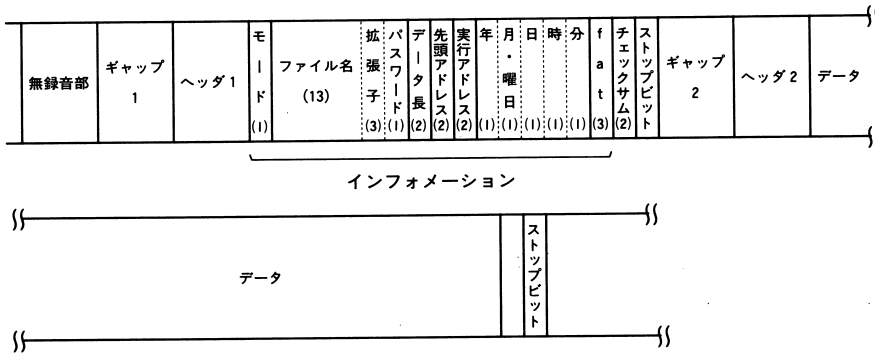 無録音部
ギャップ
1
ヘッダ1
モード
(1)
ファイル名
(13)
拡張子
(3)
パスワード
(1)
データ長
(2)
先頭アドレス
(2)
実行アドレス
(2)
年
(1)
月・曜日
(1)
日
(1)
時
(1)
分
(1)
fat
(3)
チェックサム
(2)
ストップビット
ギャップ
2
ヘッダ2
データ
インフォメーション
データ
ストップビット